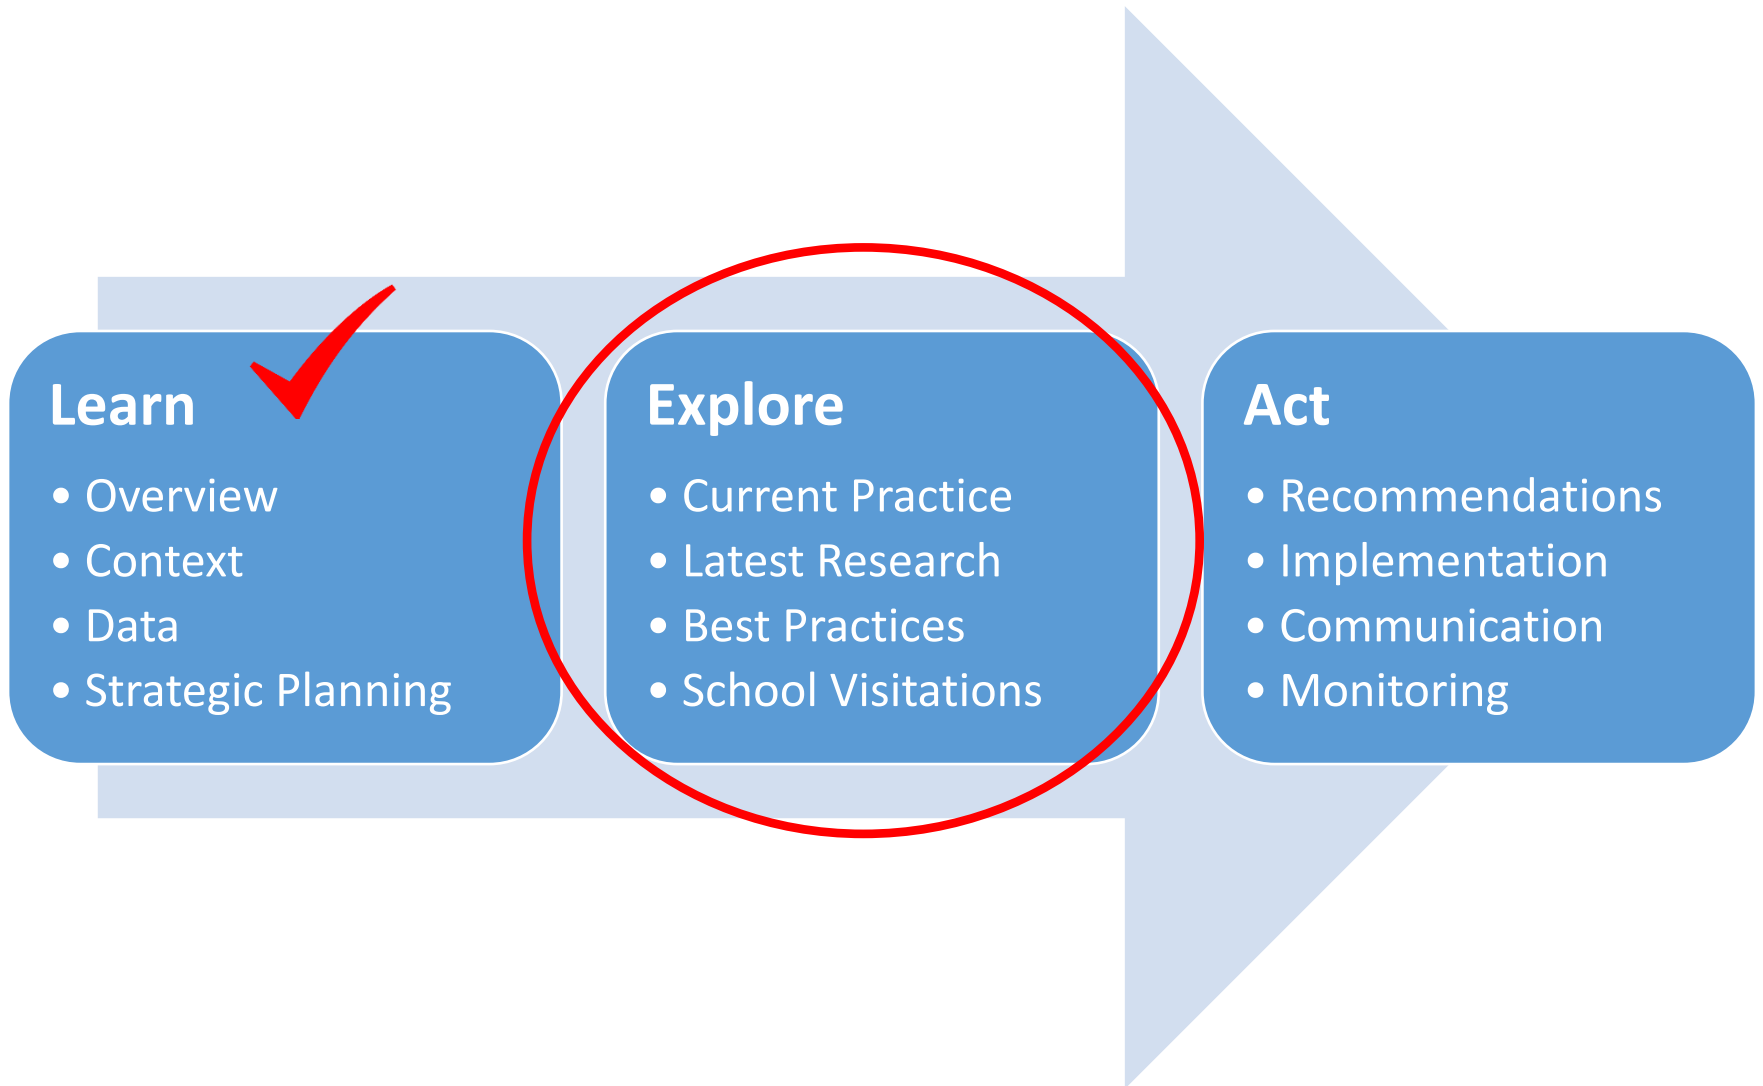 Learn
• Overview
• Context
• Data
• Strategic Planning
Explore
• Current Practice
• Latest Research
• Best Practices
• School Visitations
Act
• Recommendations
• Implementation
• Communication
• Monitoring